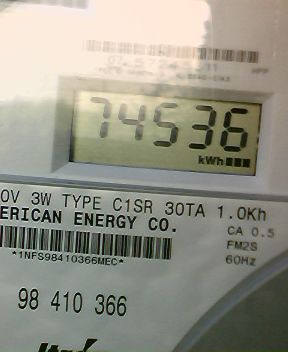 74536
kWh
0V 3W TYPE C1SR 30TA 1.0Kh
ERICAN ENERGY CO.
CA 0.5
FM2S
*1NFS98410366MEC*
60Hz
98 410 366